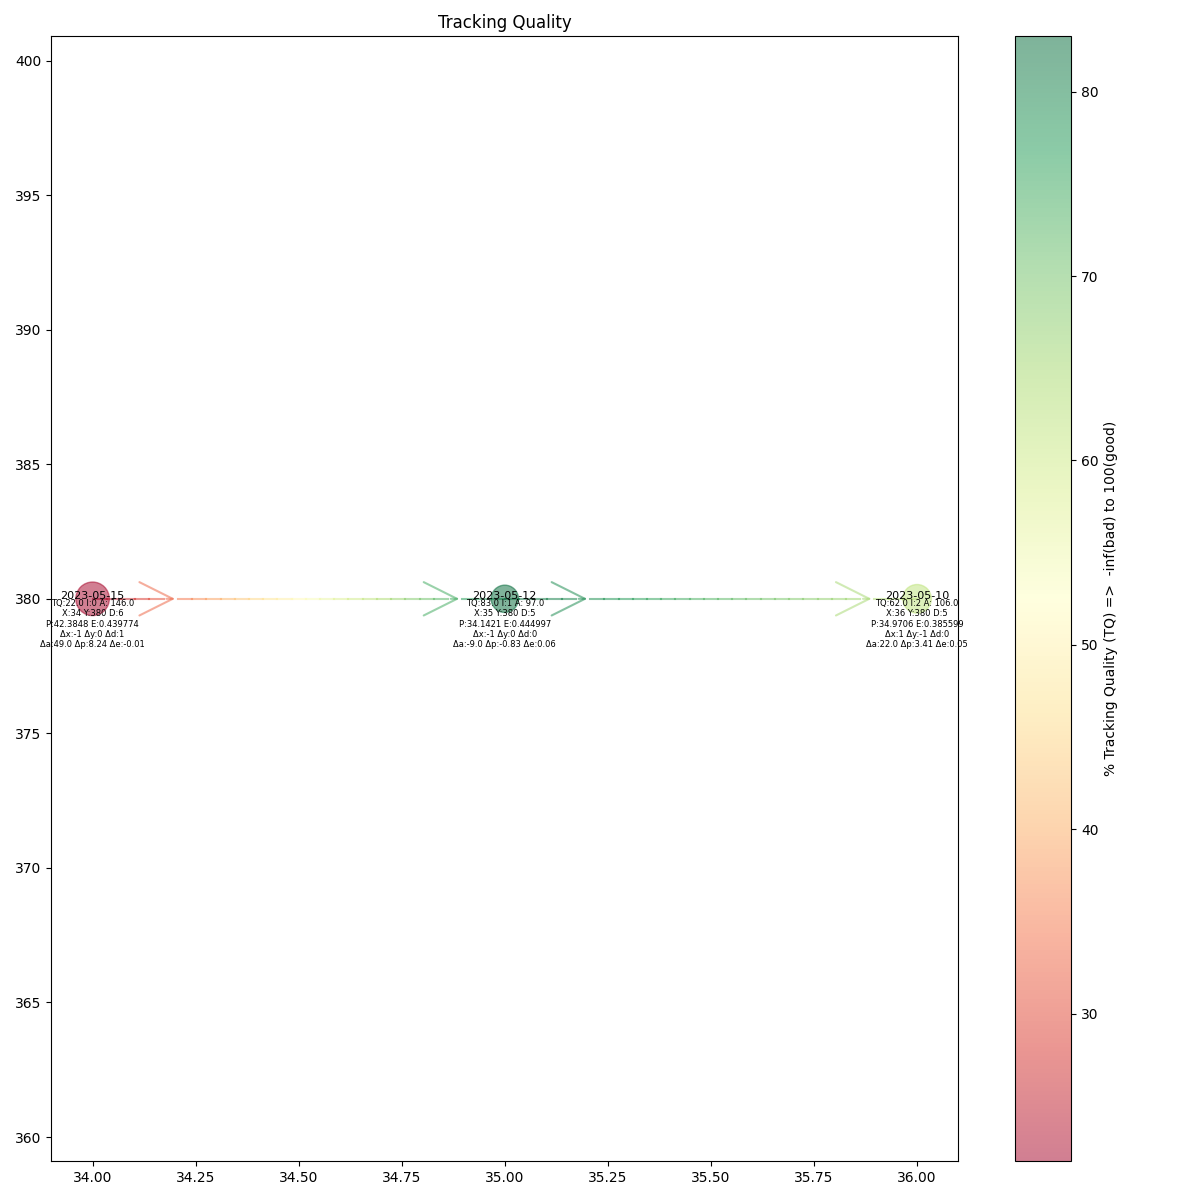 Tracking Quality
400
395
390
385
380
375
370
365
360
2023-05-15
TQ:22.0 I:0 A: 146.0
X:34 Y:380 D:6
P:42.3848 E:0.439774
Δx:-1 Δy:0 Δd:1
Δa:49.0 Δp:8.24 Δe:-0.01
2023-05-12
TQ:83.0 I:1 A: 97.0
X:35 Y:380 D:5
P:34.1421 E:0.444997
Δx:-1 Δy:0 Δd:0
Δa:-9.0 Δp:-0.83 Δe:0.06
2023-05-10
TQ:62.0 I:2 A: 106.0
X:36 Y:380 D:5
P:34.9706 E:0.385599
Δx:1 Δy:-1 Δd:0
Δa:22.0 Δp:3.41 Δe:0.05
34.00 34.25 34.50 34.75 35.00 35.25 35.50 35.75 36.00
80
70
60
50
40
30
% Tracking Quality (TQ) => -inf(bad) to 100(good)